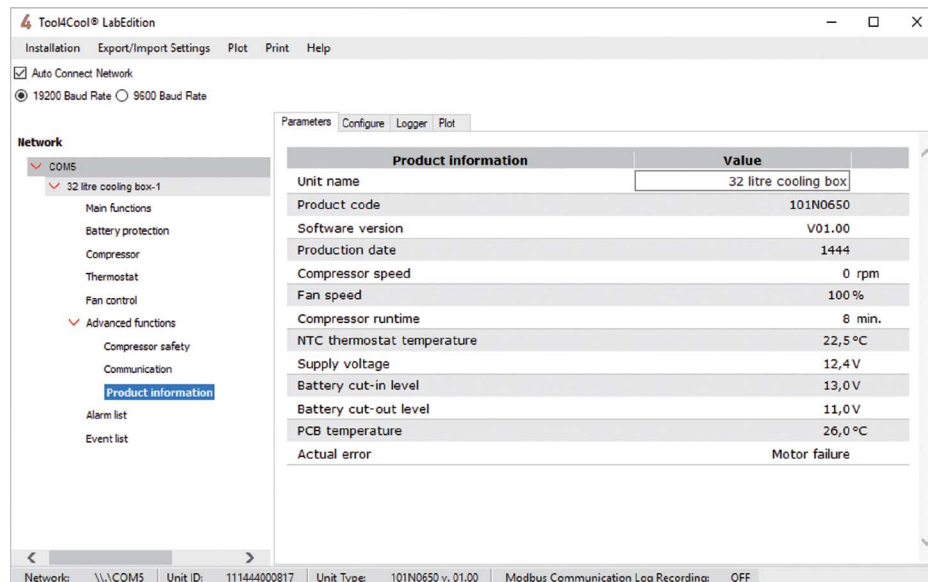 4 Tool4Cool® LabEdition
Installation Export/Import Settings Plot Print Help
Auto Connect Network
19200 Baud Rate 9600 Baud Rate
Parameters Configure Logger Plot
Network
COM5
32 litre cooling box-1
Main functions
Battery protection
Compressor
Thermostat
Fan control
Advanced functions
Compressor safety
Communication
Product information
Alarm list
Event list
Product information Value
Unit name 32 litre cooling box
Product code 101N0650
Software version V01.00
Production date 1444
Compressor speed 0 rpm
Fan speed 100 %
Compressor runtime 8 min.
NTC thermostat temperature 22,5 °C
Supply voltage 12,4 V
Battery cut-in level 13,0 V
Battery cut-out level 11,0 V
PCB temperature 26,0 °C
Actual error Motor failure
Network: \\.\COM5 Unit ID: 111444000817 Unit Type: 101N0650 v. 01.00 Modbus Communication Log Recording: OFF